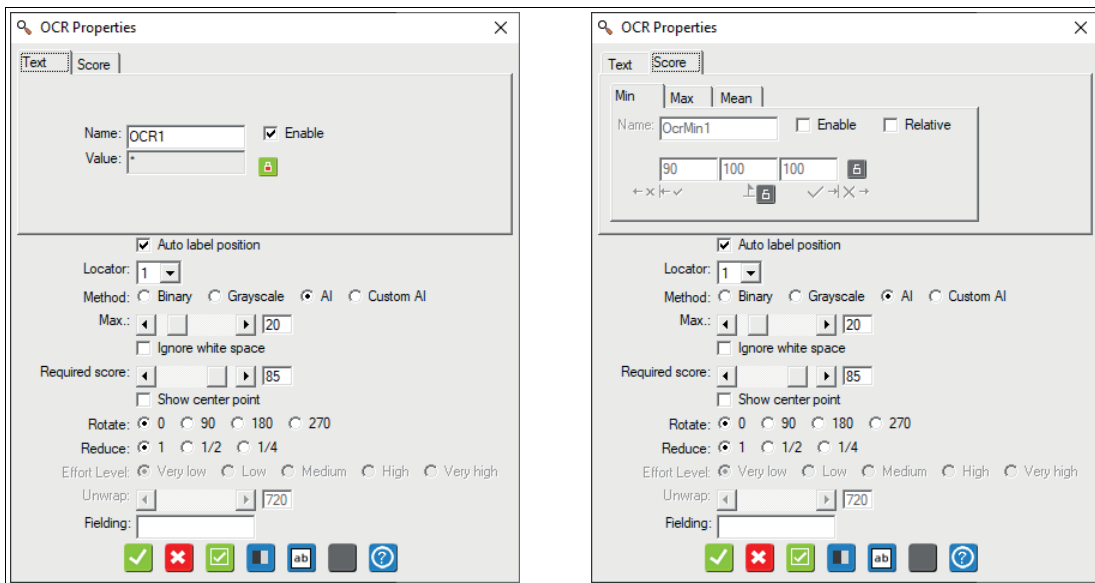 OCR Properties
Text Score
Name: OCR1 Enable
Value: *
Auto label position
Locator: 1
Method: Binary Grayscale AI Custom AI
Max.: 20
Ignore white space
Required score: 85
Show center point
Rotate: 0 90 180 270
Reduce: 1 1/2 1/4
Effort Level: Very low Low Medium High Very high
Unwrap: 720
Fielding:
ab
OCR Properties
Text Score
Min Max Mean
Name: OcrMin1 Enable Relative
90 100 100
Auto label position
Locator: 1
Method: Binary Grayscale AI Custom AI
Max.: 20
Ignore white space
Required score: 85
Show center point
Rotate: 0 90 180 270
Reduce: 1 1/2 1/4
Effort Level: Very low Low Medium High Very high
Unwrap: 720
Fielding:
ab